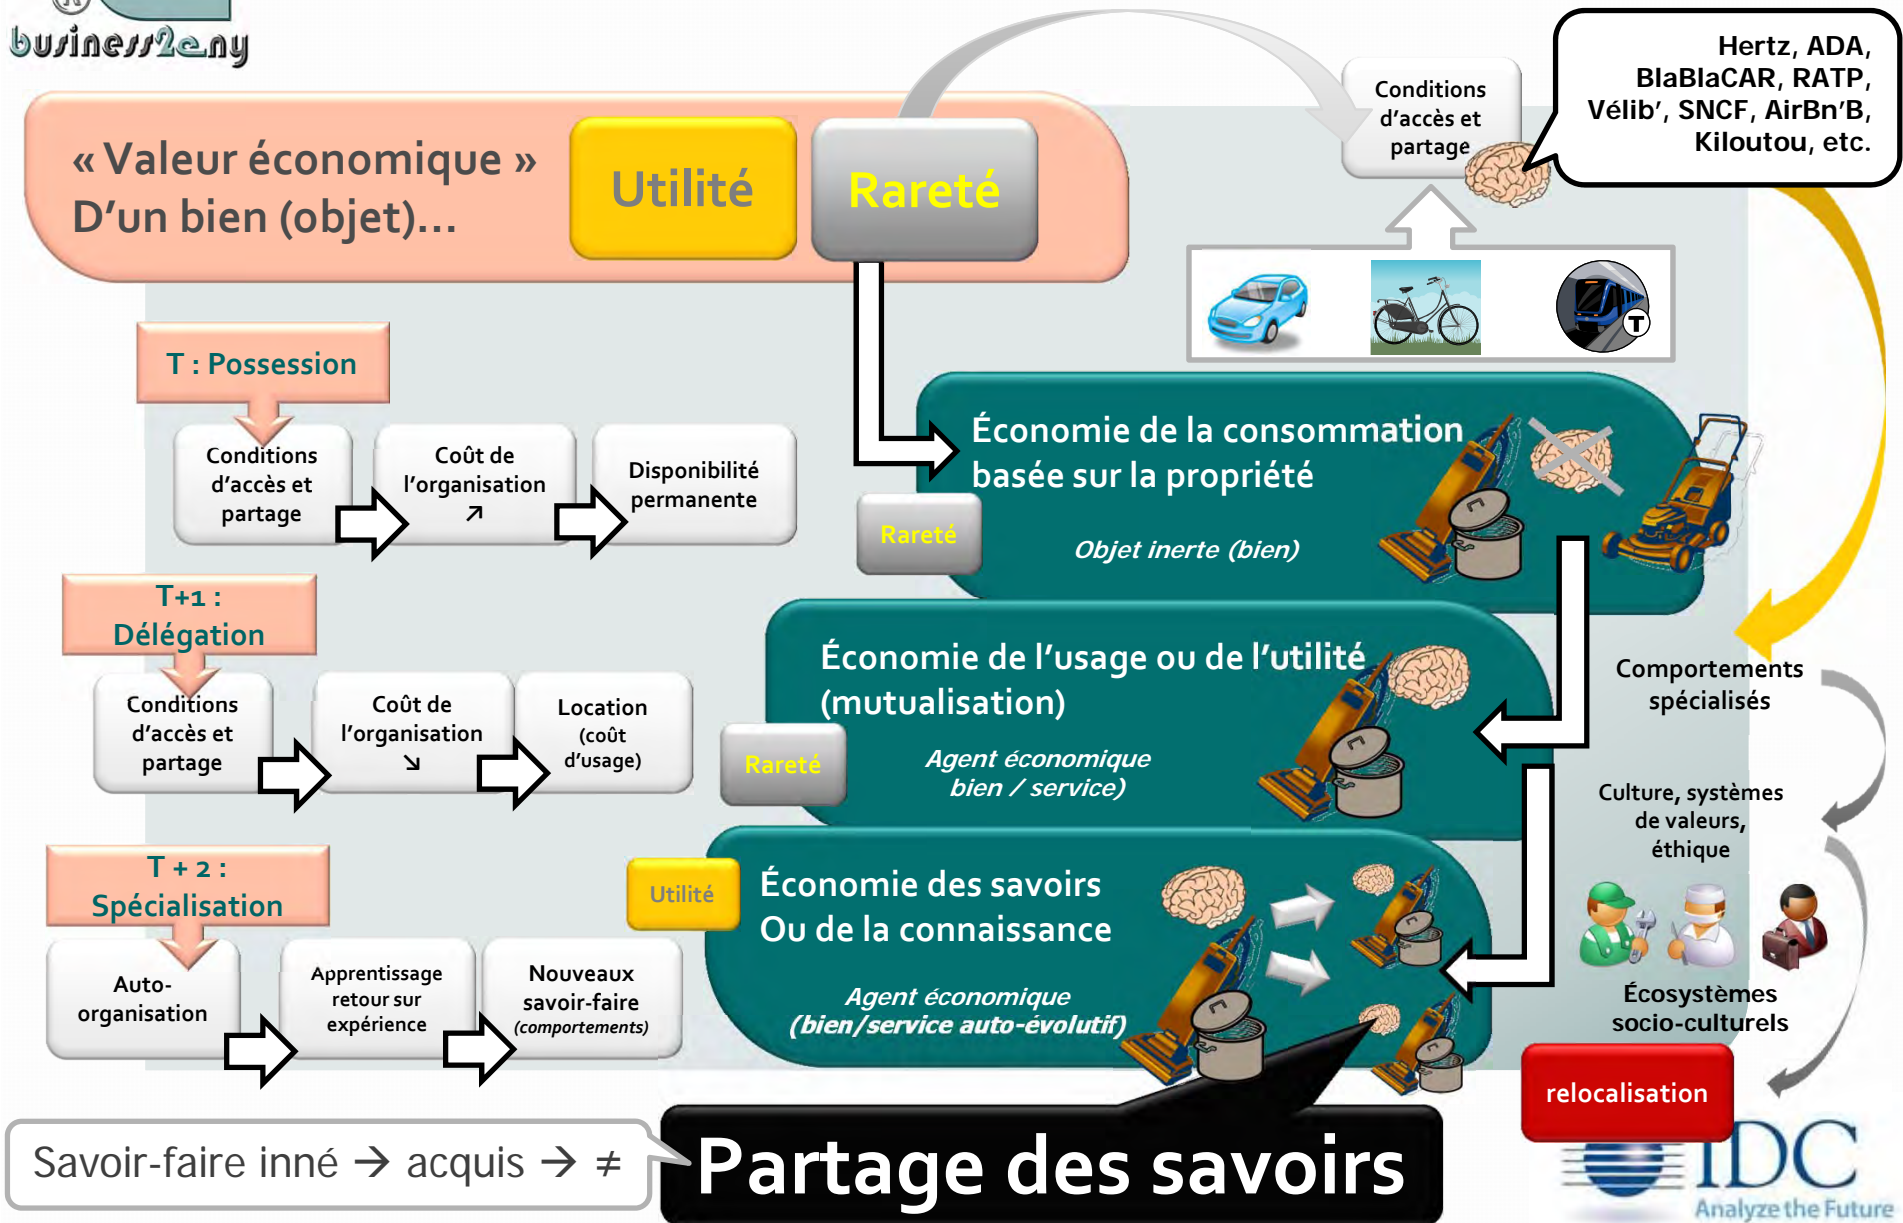 ®
business2any
« Valeur économique »
D'un bien (objet)...
Utilité
Rareté
Conditions
d'accès et
partage
Hertz, ADA,
BlaBlaCAR, RATP,
Vélib', SNCF, AirBn'B,
Kiloutou, etc.
T
T : Possession
Conditions
d'accès et
partage
Coût de
l'organisation
↗
Disponibilité
permanente
Économie de la consommation
basée sur la propriété
Rareté
Objet inerte (bien)
T+1 :
Délégation
Conditions
d'accès et
partage
Coût de
l'organisation
↘
Location
(coût
d'usage)
Économie de l'usage ou de l'utilité
(mutualisation)
Rareté
Agent économique
bien / service)
Comportements
spécialisés
Culture, systèmes
de valeurs,
éthique
Écosystèmes
socio-culturels
relocalisation
T + 2 :
Spécialisation
Auto-
organisation
Apprentissage
retour sur
expérience
Nouveaux
savoir-faire
(comportements)
Utilité
Économie des savoirs
Ou de la connaissance
Agent économique
(bien/service auto-évolutif)
Savoir-faire inné → acquis → ≠
Partage des savoirs
IDC
Analyze the Future